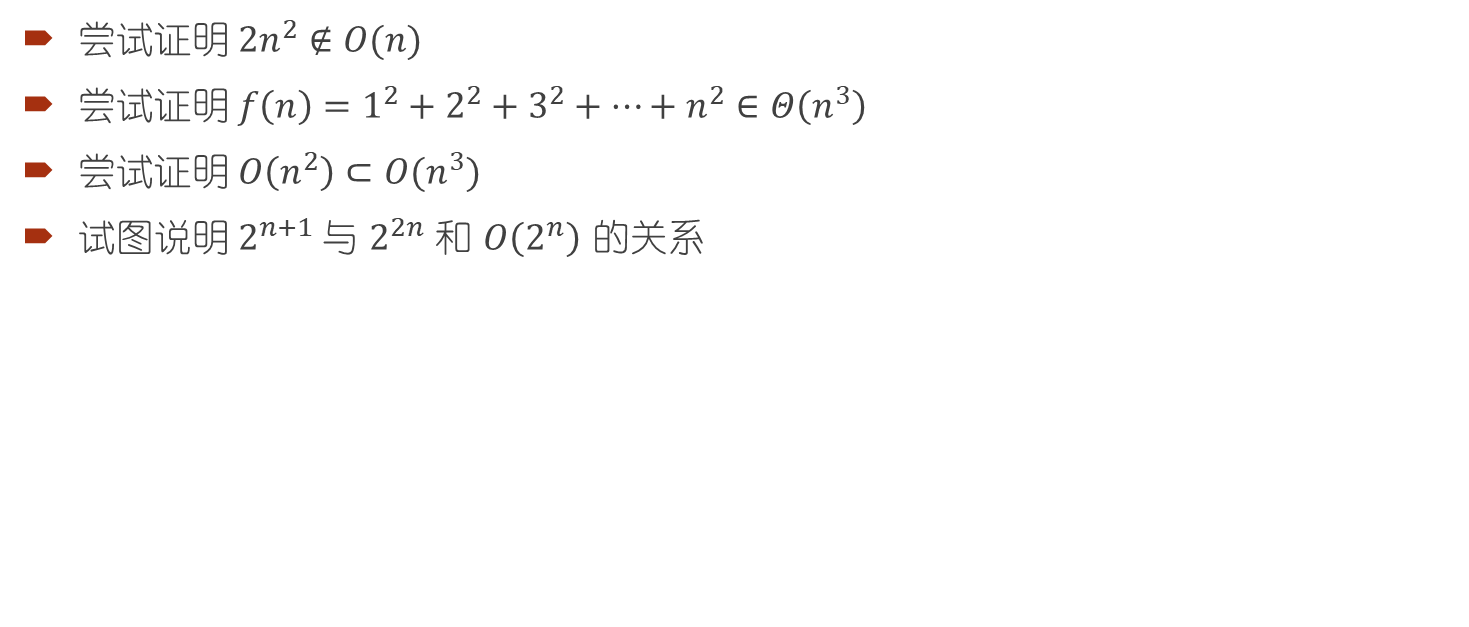 尝试证明 2n² ∉ O(n)
尝试证明 f(n) = 1² + 2² + 3² + ⋯ + n² ∈ Θ(n³)
尝试证明 O(n²) ⊂ O(n³)
试图说明 2ⁿ⁺¹ 与 2²ⁿ 和 O(2ⁿ) 的关系